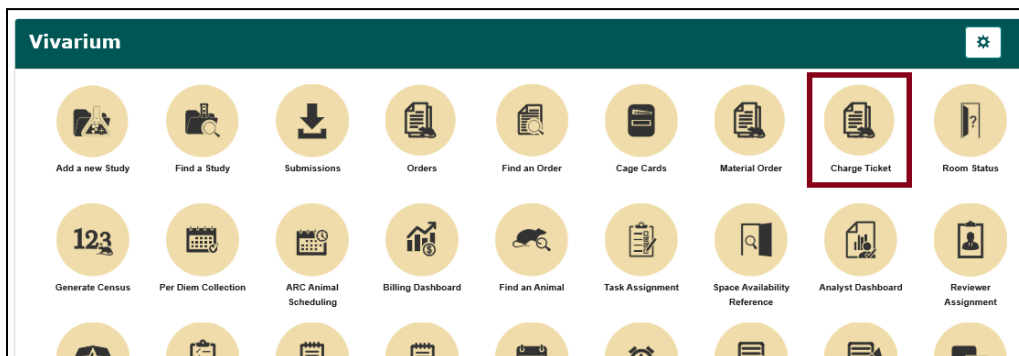 Vivarium
Add a new Study
Find a Study
Submissions
Orders
Find an Order
Cage Cards
Material Order
Charge Ticket
Room Status
?
123
Generate Census
Per Diem Collection
ARC Animal
Scheduling
$
Billing Dashboard
Find an Animal
Task Assignment
Space Availability
Reference
Analyst Dashboard
Reviewer
Assignment